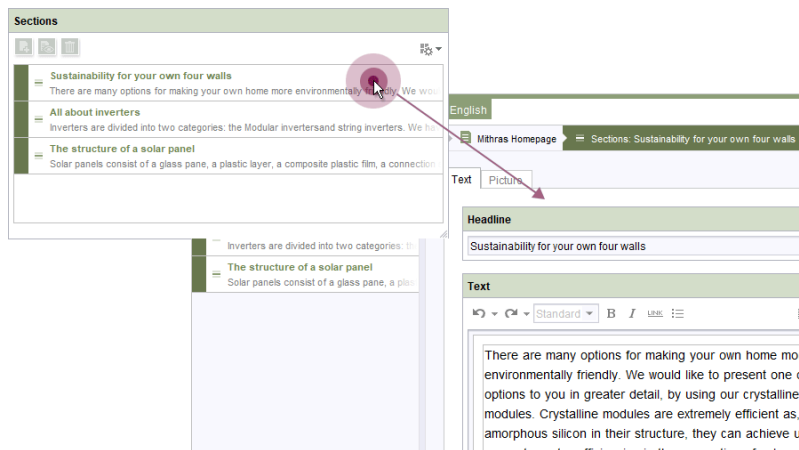 Sections
Sustainability for your own four walls
There are many options for making your own home more environmentally friendly. We wou
All about inverters
Inverters are divided into two categories: the Modular invertersand string inverters. We ha
The structure of a solar panel
Solar panels consist of a glass pane, a plastic layer, a composite plastic film, a connection
English
Mithras Homepage
Sections: Sustainability for your own four walls
Text
Picture
Headline
Sustainability for your own four walls
Inverters are divided into two categories: th
The structure of a solar panel
Solar panels consist of a glass pane, a plas
Text
Standard
B I LINK
There are many options for making your own home mo
environmentally friendly. We would like to present one o
options to you in greater detail, by using our crystalline
modules. Crystalline modules are extremely efficient as,
amorphous silicon in their structure, they can achieve u